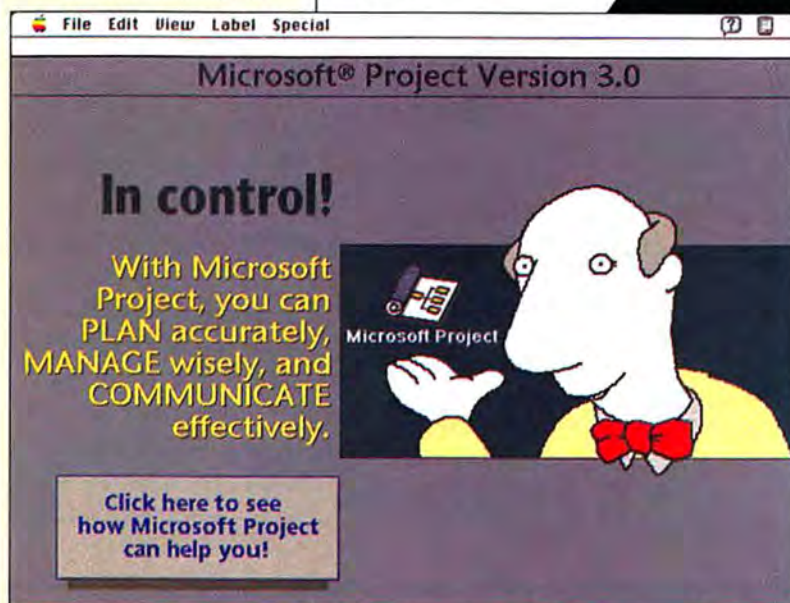 File Edit View Label Special
Microsoft® Project Version 3.0
In control!
With Microsoft
Project, you can
PLAN accurately,
MANAGE wisely, and
COMMUNICATE
effectively.
Microsoft Project
Click here to see
how Microsoft Project
can help you!